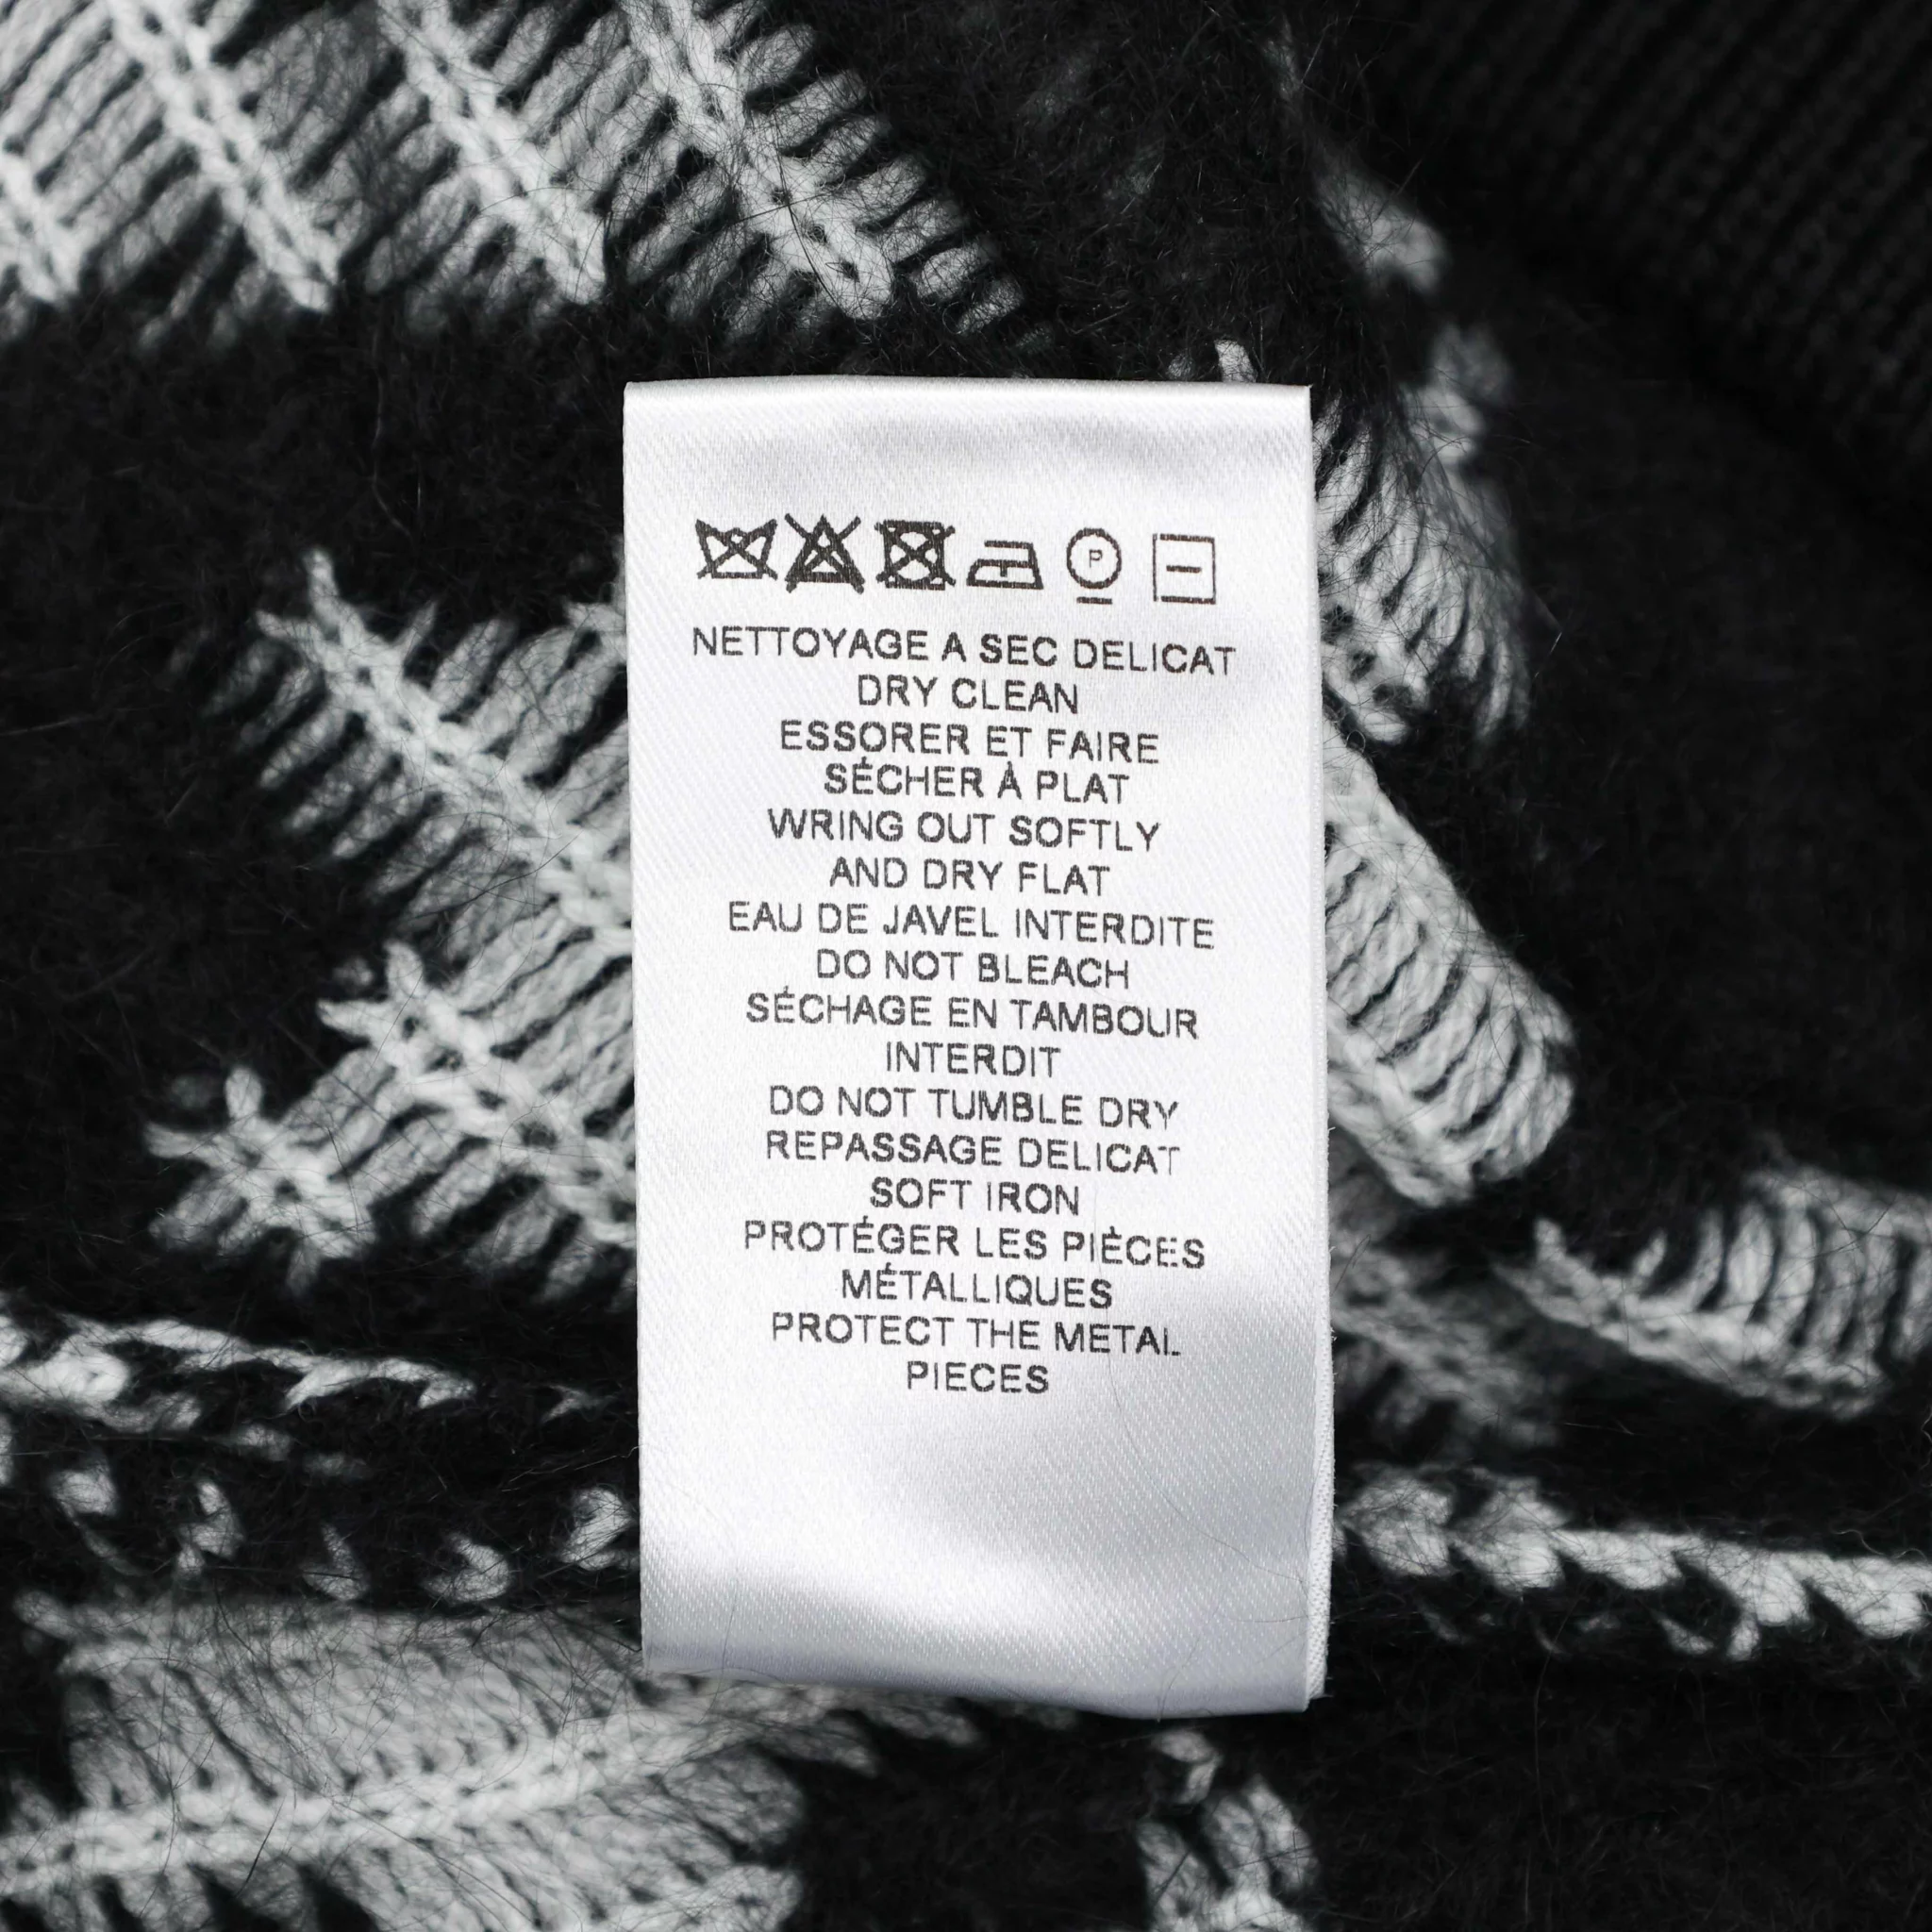 P
NETTOYAGE A SEC DELICAT
DRY CLEAN
ESSORER ET FAIRE
SÉCHER À PLAT
WRING OUT SOFTLY
AND DRY FLAT
EAU DE JAVEL INTERDITE
DO NOT BLEACH
SÉCHAGE EN TAMBOUR
INTERDIT
DO NOT TUMBLE DRY
REPASSAGE DELICAT
SOFT IRON
PROTÉGER LES PIÈCES
MÉTALLIQUES
PROTECT THE METAL
PIECES